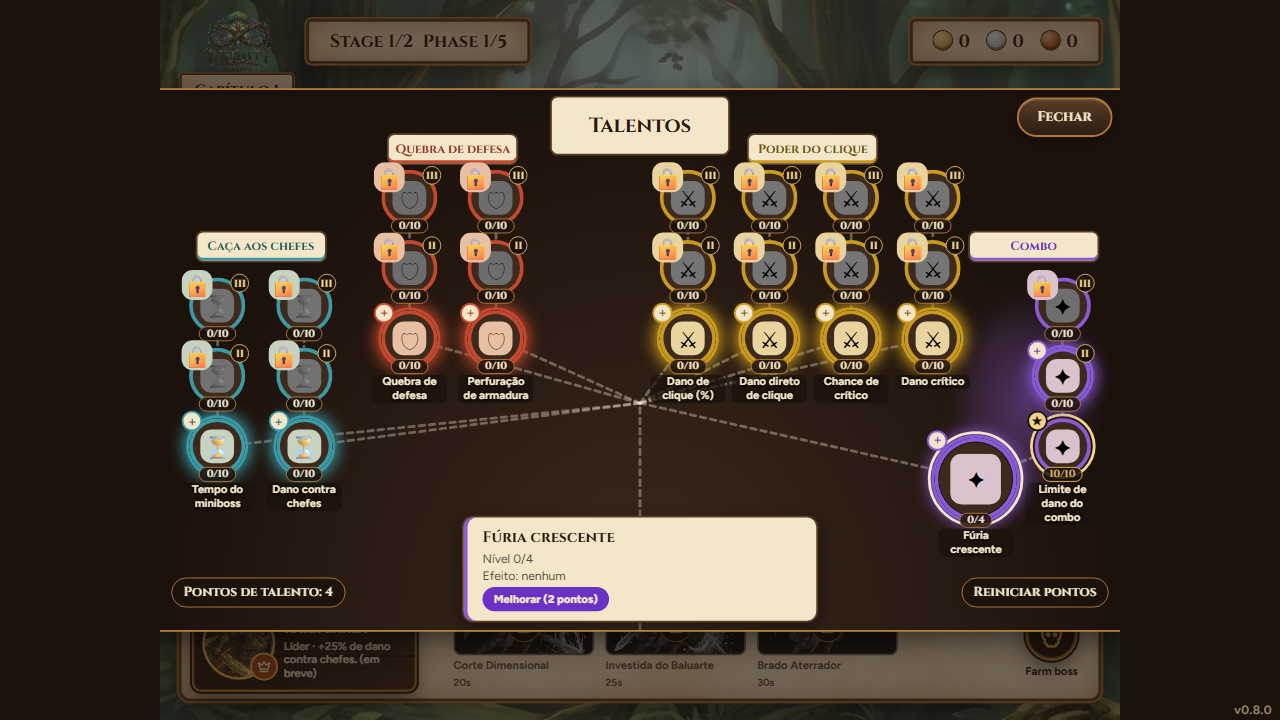 Stage 1/2 Phase 1/5
0
0
0
Capítulo 1
Talentos
Fechar
Quebra de defesa
Poder do clique
Caça aos chefes
Combo
III
III
III
III
III
III
0/10
0/10
0/10
0/10
0/10
0/10
II
II
II
II
II
II
0/10
0/10
0/10
0/10
0/10
0/10
III
III
0/10
0/10
0/10
+
+
+
+
+
+
+
II
II
II
0/10
0/10
0/10
0/10
0/10
0/10
Quebra de
defesa
Perfuração
de armadura
Dano de
clique (%)
Dano direto
de clique
Chance de
crítico
Dano crítico
0/10
0/10
0/10
+
+
+
0/10
0/10
10/10
Tempo do
miniboss
Dano contra
chefes
Limite de
dano do
combo
0/4
Fúria
crescente
Fúria crescente
Nível 0/4
Efeito: nenhum
Melhorar (2 pontos)
Pontos de talento: 4
Reiniciar pontos
Líder · +25% de dano
contra chefes. (em
breve)
Corte Dimensional
20s
Investida do Baluarte
25s
Brado Aterrador
30s
Farm boss
v0.8.0